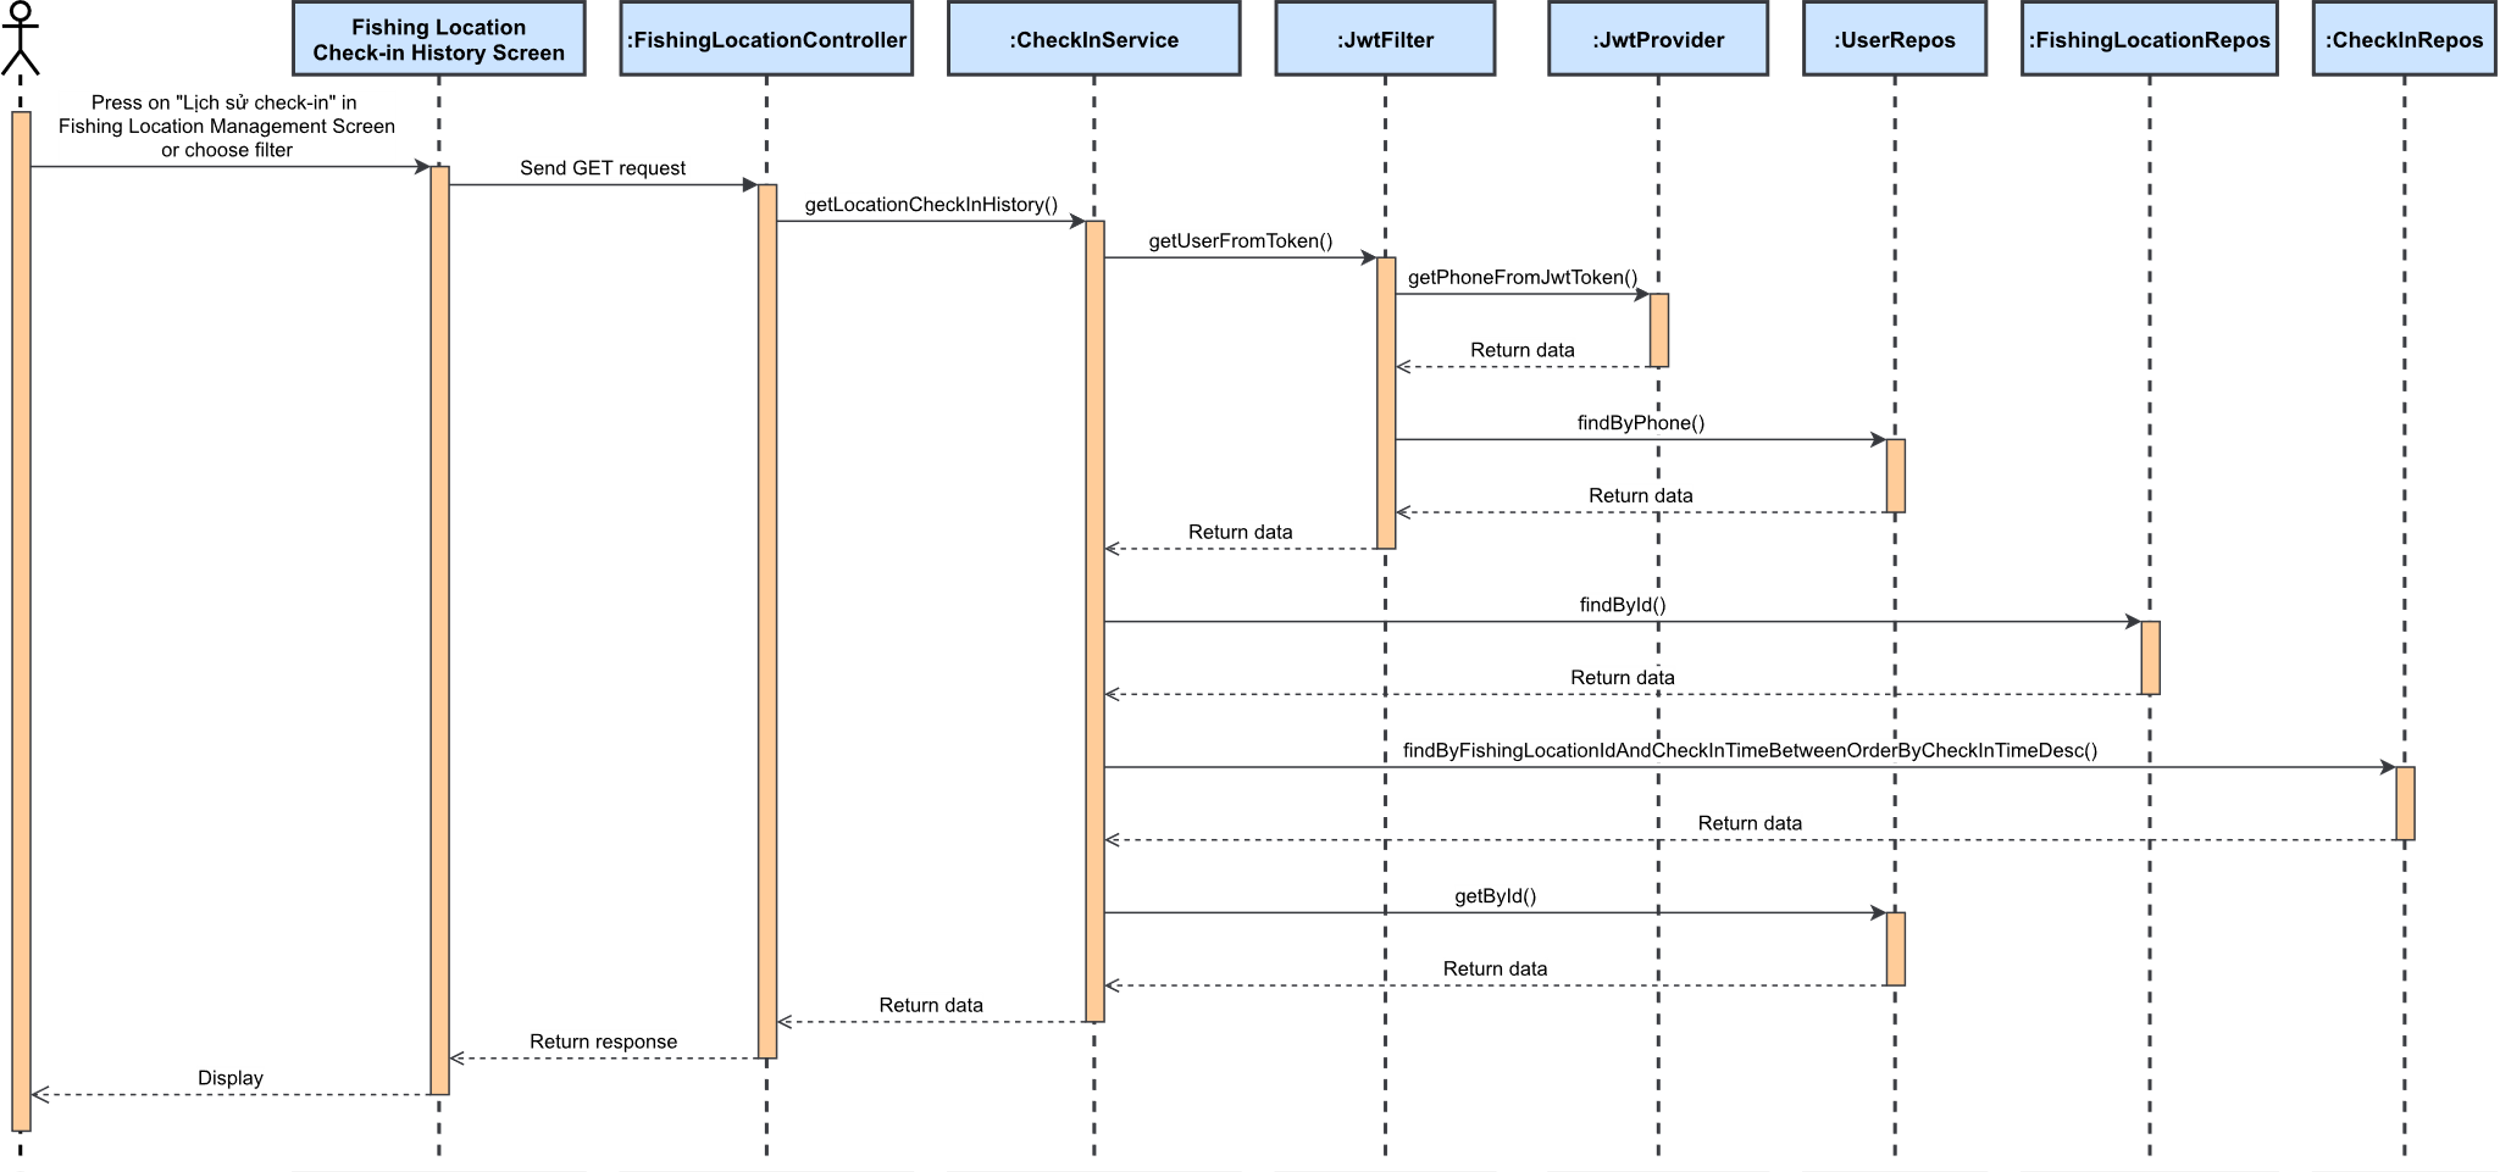 Fishing Location
Check-in History Screen
:FishingLocationController
:CheckInService
:JwtFilter
:JwtProvider
:UserRepos
:FishingLocationRepos
:CheckInRepos
Press on "Lịch sử check-in" in
Fishing Location Management Screen
or choose filter
Send GET request
getLocationCheckInHistory()
getUserFromToken()
getPhoneFromJwtToken()
Return data
findByPhone()
Return data
Return data
findById()
Return data
findByFishingLocationIdAndCheckInTimeBetweenOrderByCheckInTimeDesc()
Return data
getById()
Return data
Return data
Return response
Display